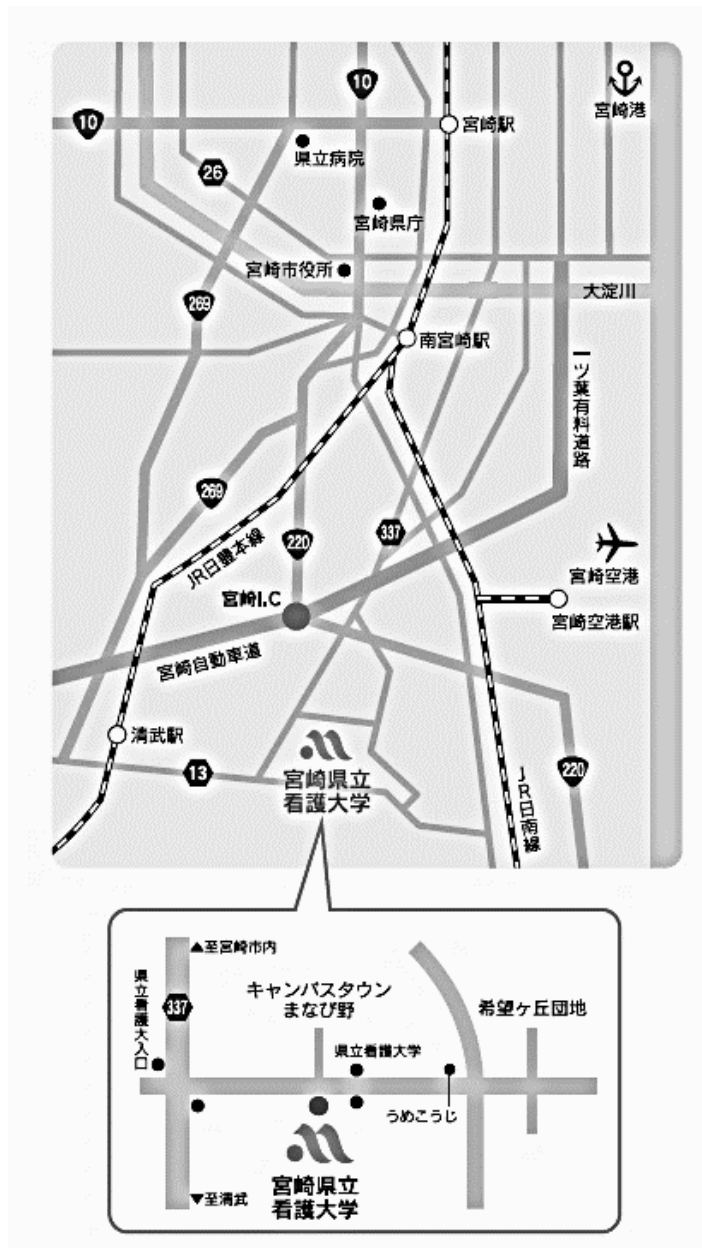 10
10
宮崎駅
宮崎港
県立病院
26
宮崎県庁
宮崎市役所
大淀川
269
南宮崎駅
一ツ葉有料道路
269
337
220
JR日豊本線
宮崎I.C
宮崎空港
宮崎空港駅
宮崎自動車道
清武駅
13
宮崎県立
看護大学
220
JR日南線
▲至宮崎市内
県立看護大入口
337
キャンパスタウン
まなび野
希望ヶ丘団地
県立看護大学
うめこうじ
宮崎県立
看護大学
▼至清武